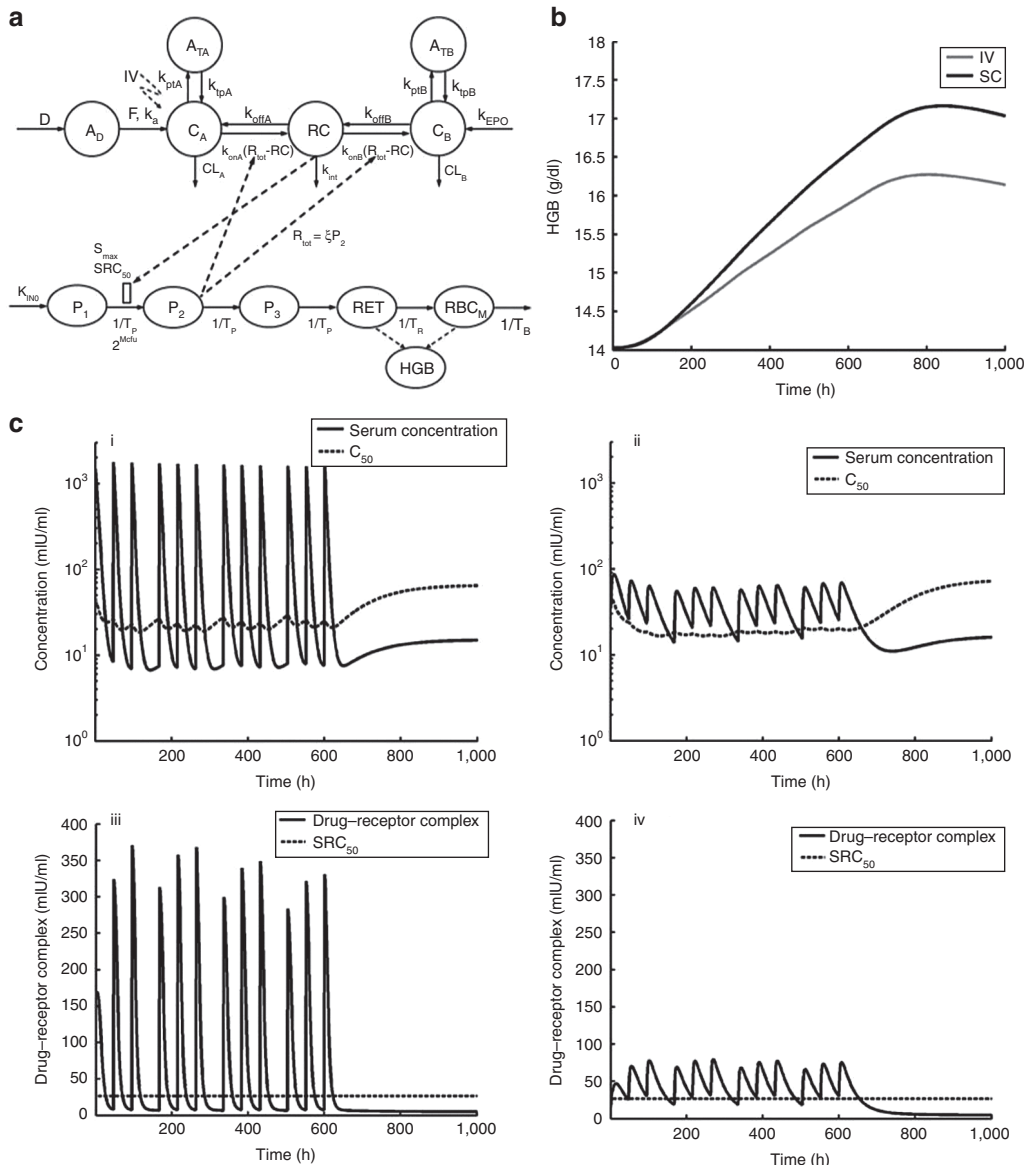 a
A_TA
A_TB
IV
k_ptA
k_tpA
k_ptB
k_tpB
D
A_D
F, k_a
C_A
k_offA
RC
k_offB
C_B
k_EPO
k_onA(R_tot-RC)
k_onB(R_tot-RC)
CL_A
k_int
CL_B
R_tot = ξP_2
S_max
SRC_50
K_IN0
P_1
P_2
P_3
RET
RBC_M
1/T_P
1/T_P
1/T_P
1/T_R
1/T_B
2^Mcfu
HGB
b
18
17
16
15
14
HGB (g/dl)
IV
SC
0
200
400
600
800
1,000
Time (h)
c
i
Serum concentration
C_50
10^3
10^2
10^1
10^0
Concentration (mIU/ml)
200
400
600
800
1,000
Time (h)
ii
Serum concentration
C_50
10^3
10^2
10^1
10^0
Concentration (mIU/ml)
200
400
600
800
1,000
Time (h)
iii
Drug–receptor complex
SRC_50
400
350
300
250
200
150
100
50
0
Drug–receptor complex (mIU/ml)
200
400
600
800
1,000
Time (h)
iv
Drug–receptor complex
SRC_50
400
350
300
250
200
150
100
50
0
Drug–receptor complex (mIU/ml)
200
400
600
800
1,000
Time (h)